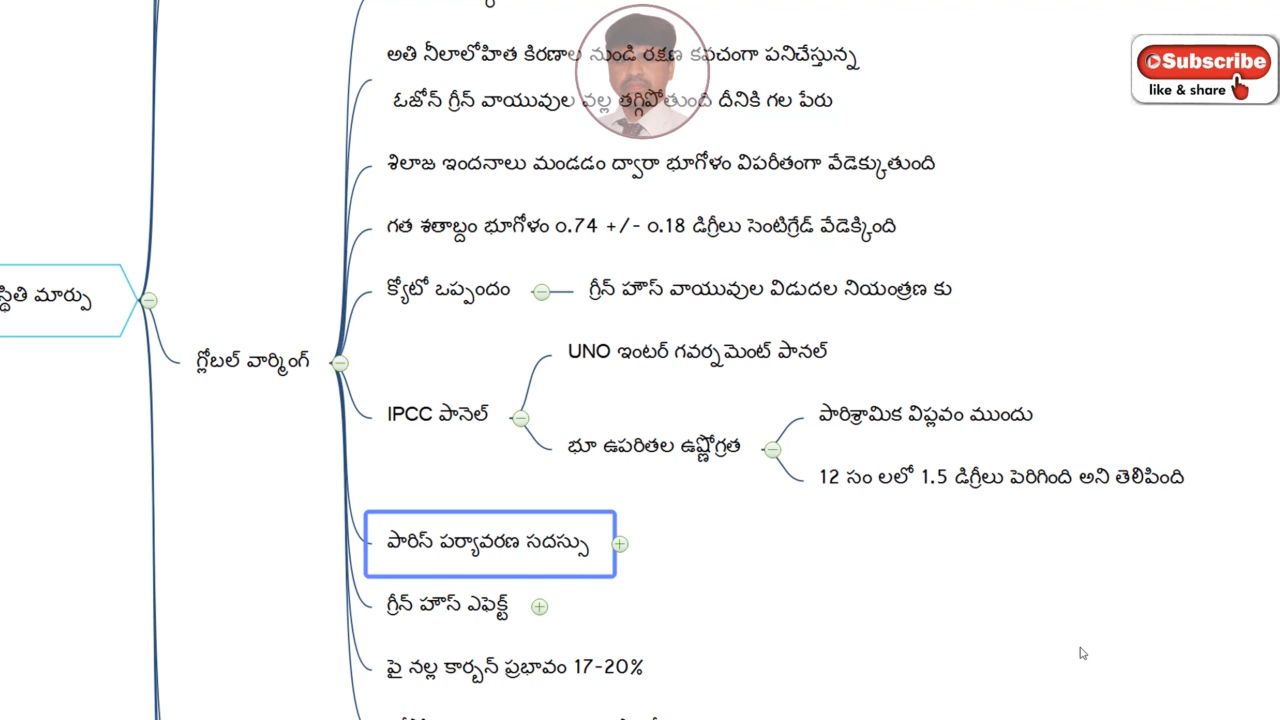 అతి నీలాలోహిత కిరణాల నుండి రక్షణ కవచంగా పనిచేస్తున్న
ఓజోన్ గ్రీన్ వాయువుల వల్ల తగ్గిపోతుంది దీనికి గల పేరు
శిలాజ ఇందనాలు మండడం ద్వారా భూగోళం విపరీతంగా వేడెక్కుతుంది
గత శతాబ్దం భూగోళం 0.74 +/- 0.18 డిగ్రీలు సెంటిగ్రేడ్ వేడెక్కింది
క్యోటో ఒప్పందం
గ్రీన్ హౌస్ వాయువుల విడుదల నియంత్రణ కు
స్థితి మార్పు
గ్లోబల్ వార్మింగ్
UNO ఇంటర్ గవర్నమెంట్ పానల్
IPCC పానెల్
భూ ఉపరితల ఉష్ణోగ్రత
పారిశ్రామిక విప్లవం ముందు
12 సం లలో 1.5 డిగ్రీలు పెరిగింది అని తెలిపింది
పారిస్ పర్యావరణ సదస్సు
గ్రీన్ హౌస్ ఎఫెక్ట్
పై నల్ల కార్బన్ ప్రభావం 17-20%
Subscribe
like & share